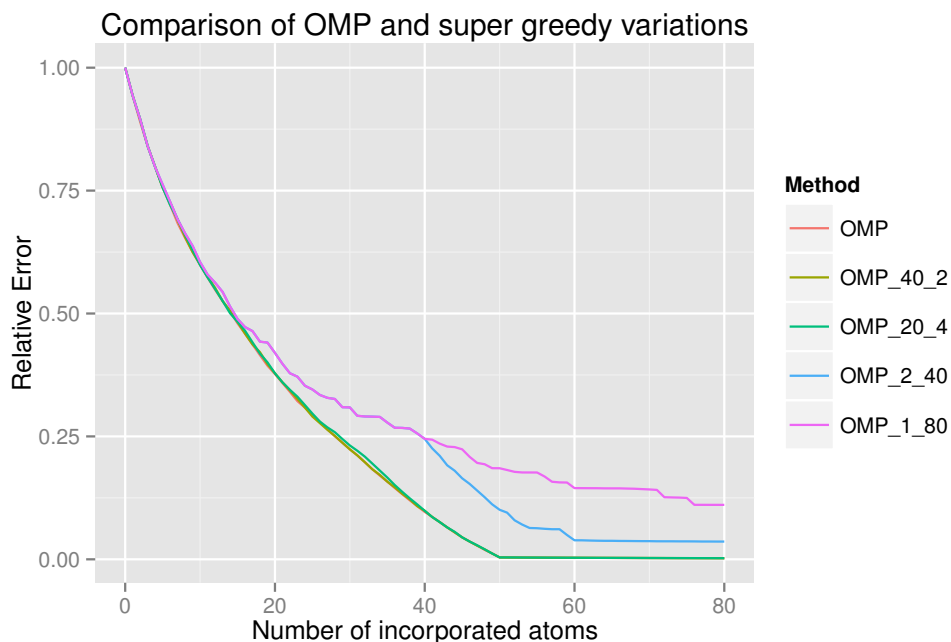 Comparison of OMP and super greedy variations
Relative Error
1.00
0.75
0.50
0.25
0.00
0
20
40
60
80
Number of incorporated atoms
Method
OMP
OMP_40_2
OMP_20_4
OMP_2_40
OMP_1_80